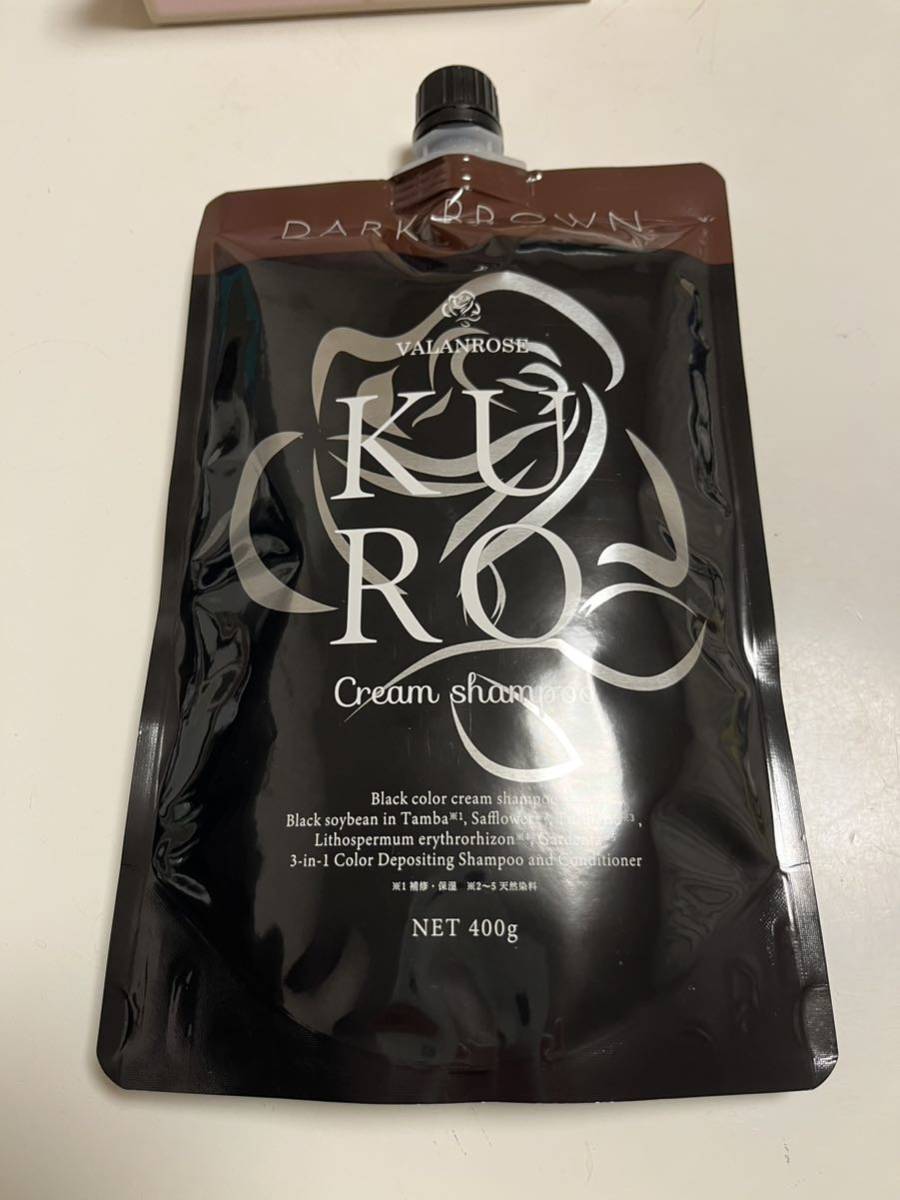 DARK BROWN
VALANROSE
KU
RO
Cream shampoo
Black color cream shampoo
Black soybean in Tamba※1, Safflower
Lithospermum erythrorhizon※4, Gardenia
3-in-1 Color Depositing Shampoo and Conditioner
※1 補修・保湿 ※2～5 天然染料
NET 400g